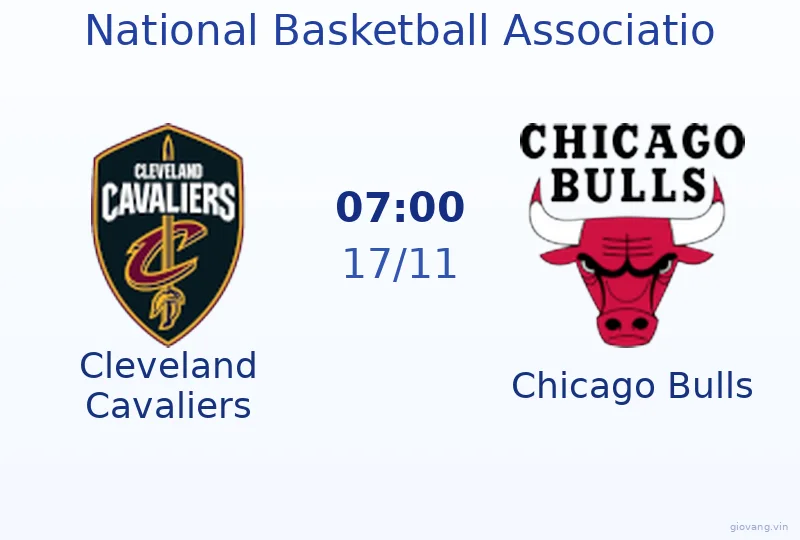 National Basketball Associatio
CLEVELAND
CAVALIERS
C
Cleveland
Cavaliers
07:00
17/11
CHICAGO
BULLS
Chicago Bulls
giovang.vin